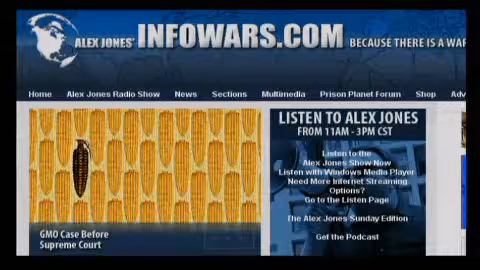 ALEX JONES' INFOWARS.COM BECAUSE THERE IS A WAR
Home Alex Jones Radio Show News Sections Multimedia Prison Planet Forum Shop Adv
LISTEN TO ALEX JONES
FROM 11AM - 3PM CST
Listen to the
Alex Jones Show Now
Listen with Windows Media Player
Need More Internet Streaming
Options?
Go to the Listen Page
The Alex Jones Sunday Edition
Get the Podcast
GMO Case Before
Supreme Court